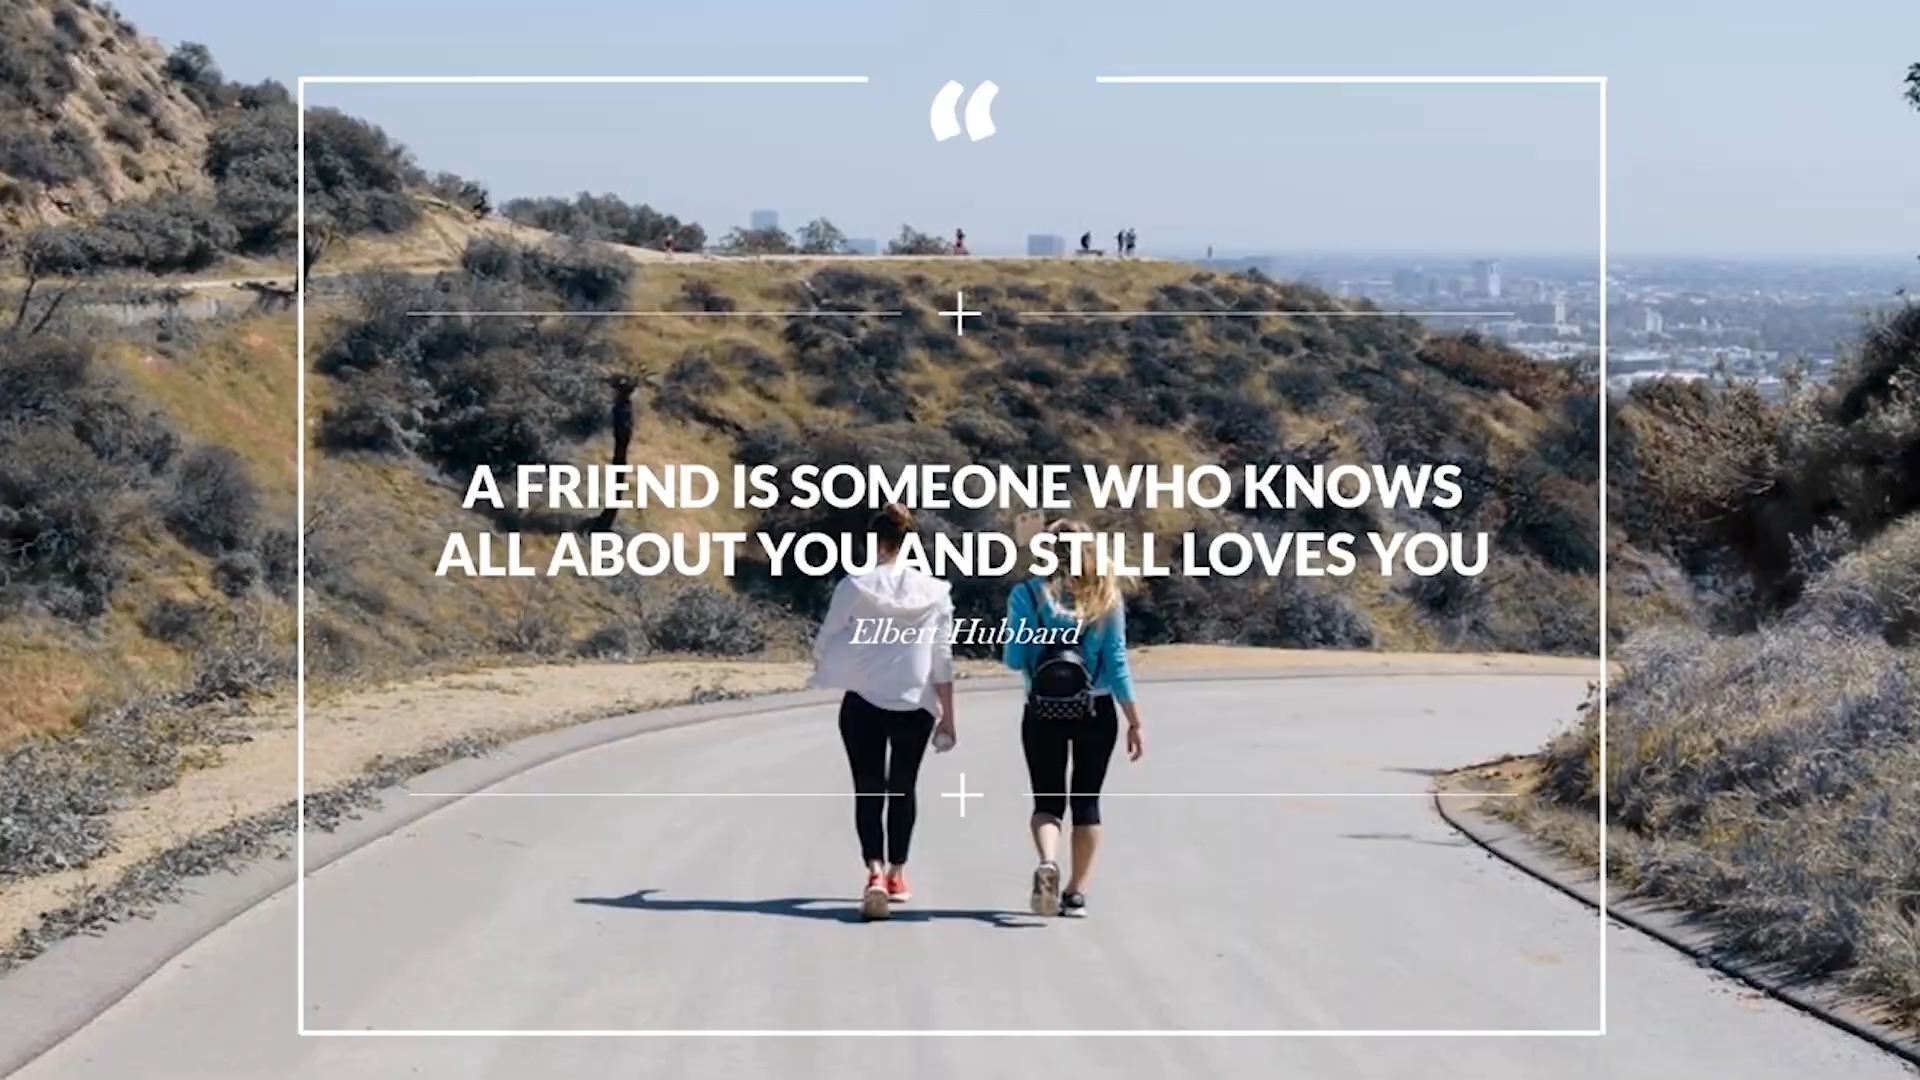 “
A FRIEND IS SOMEONE WHO KNOWS
ALL ABOUT YOU AND STILL LOVES YOU
Elbert Hubbard